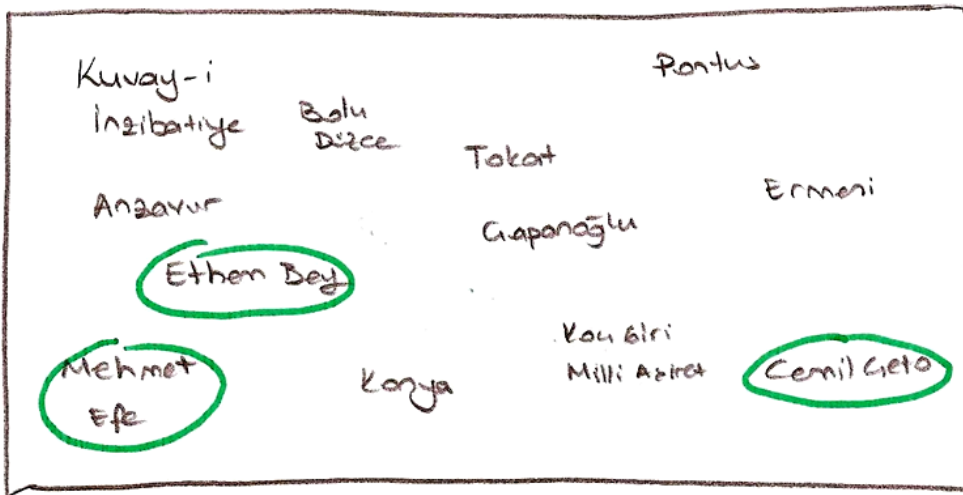 Kuvay-i
İnzibatiye
Bolu
Düzce
Pontus
Tokat
Ermeni
Anzavur
Çapanoğlu
Ethem Bey
Mehmet
Efe
Konya
Koçgiri
Milli Aşiret
Cemil Çeto